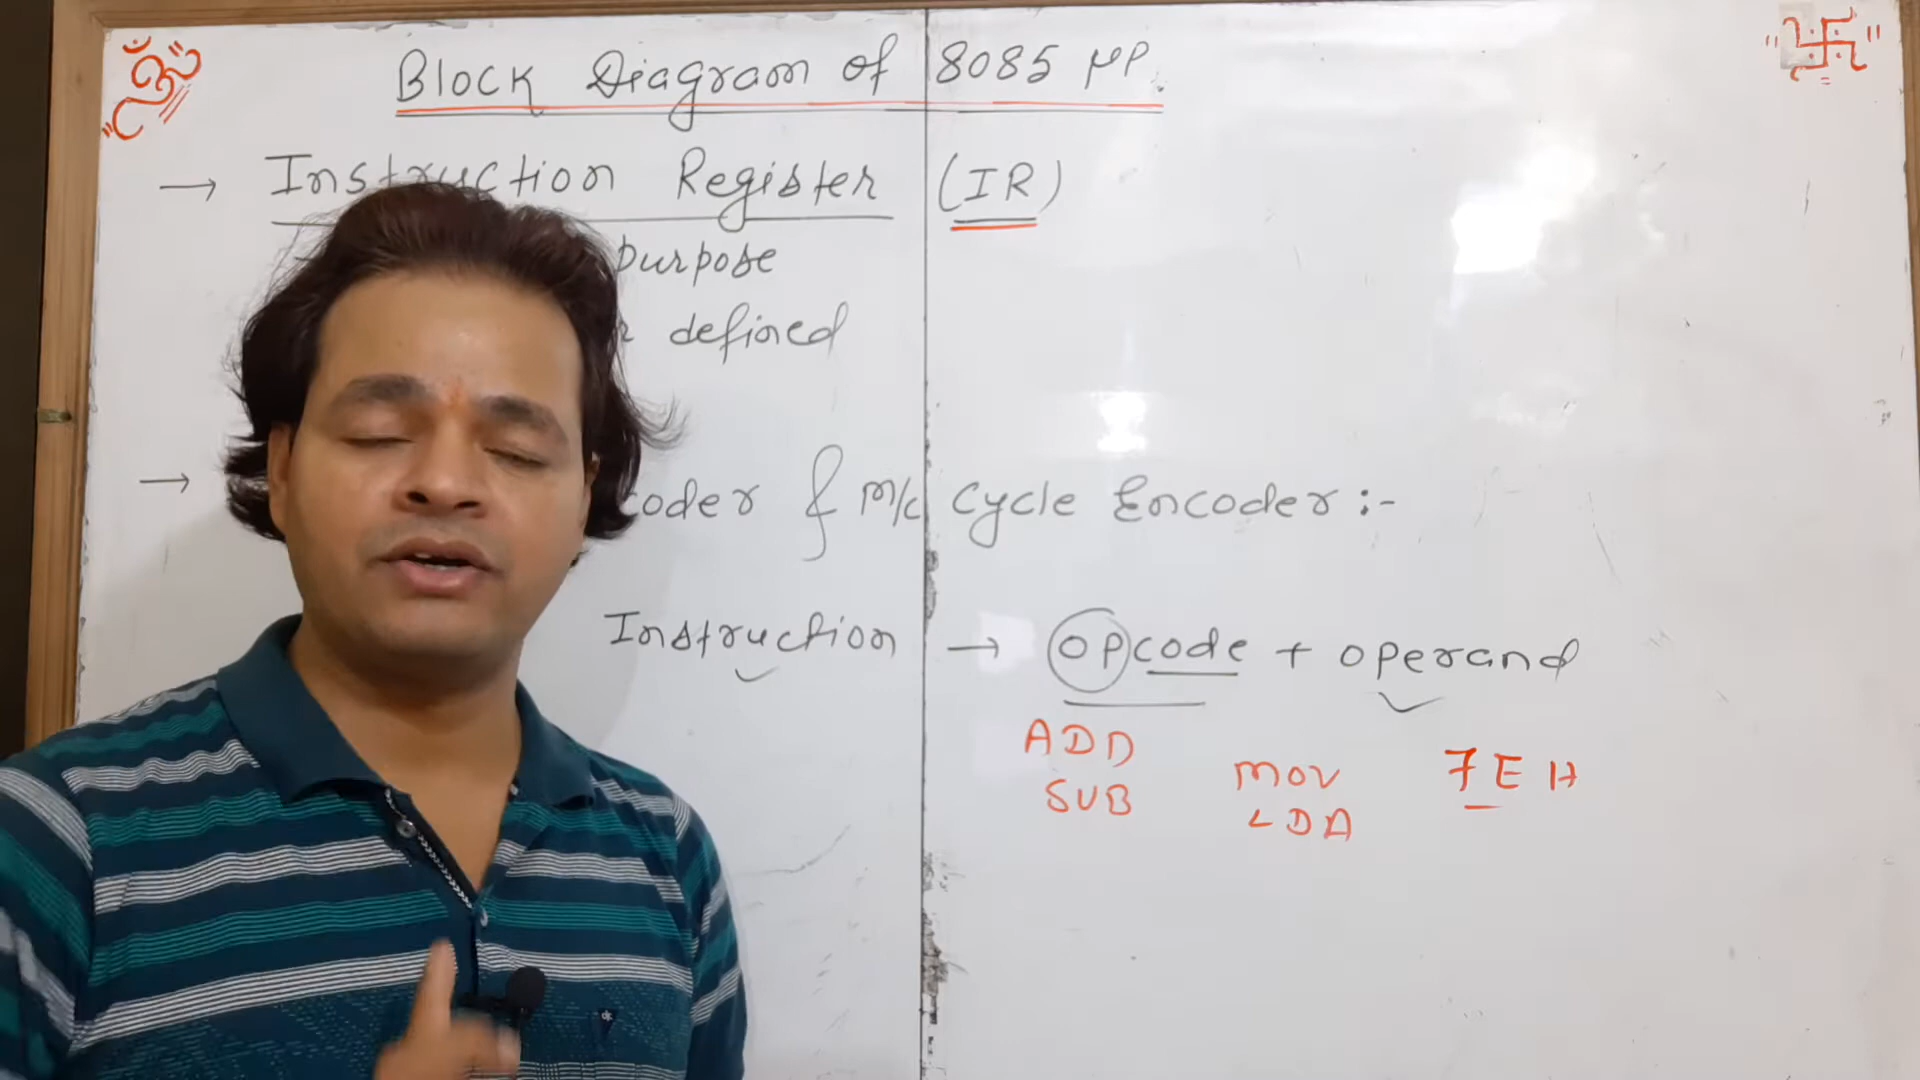 ॐ
Block Diagram of 8085 μP.
→ Instruction Register (IR)
purpose
defined
→ coder & M/c Cycle Encoder :-
Instruction → opcode + operand
ADD MOV 7EH
SUB LDA